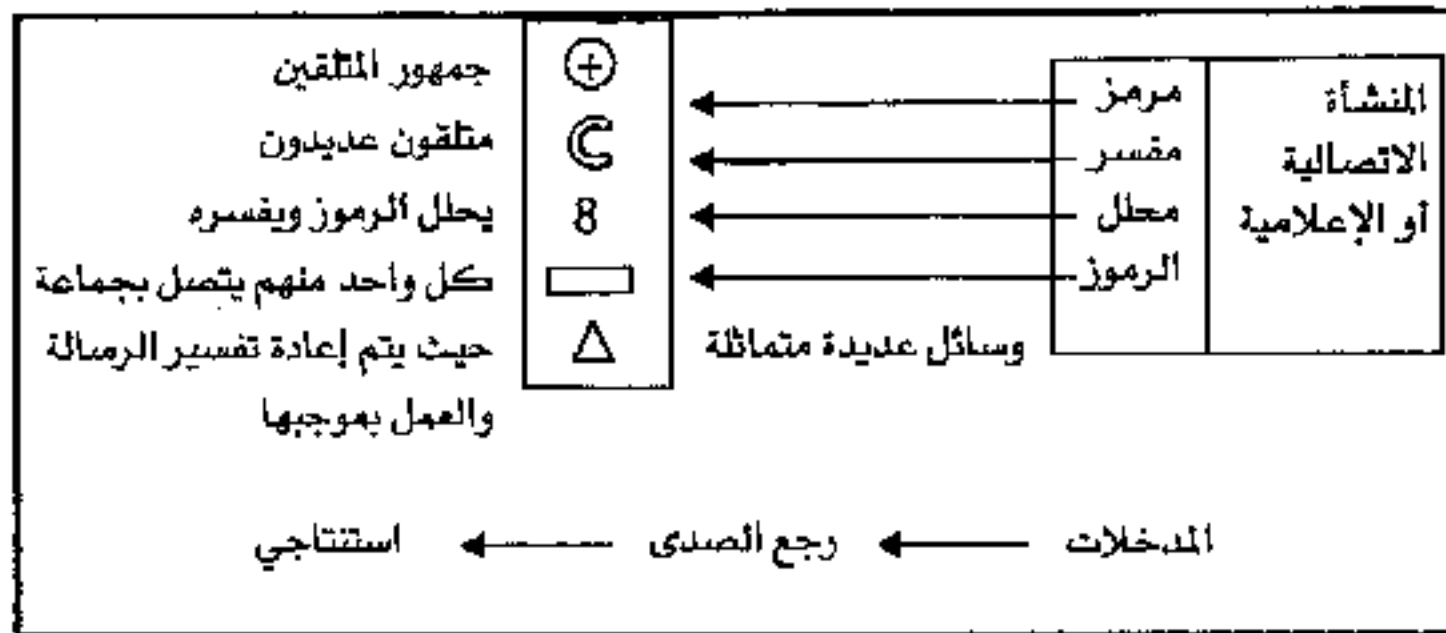 المنشأة
الاتصالية
أو الإعلامية
مرمز
مفسر
محلل
الرموز
وسائل عديدة متماثلة
8
جمهور المتلقين
متلقون عديدون
يحلل الرموز ويفسره
كل واحد منهم يتصل بجماعة
حيث يتم إعادة تفسير الرسالة
والعمل بموجبها
المدخلات
رجع الصدى
استنتاجي